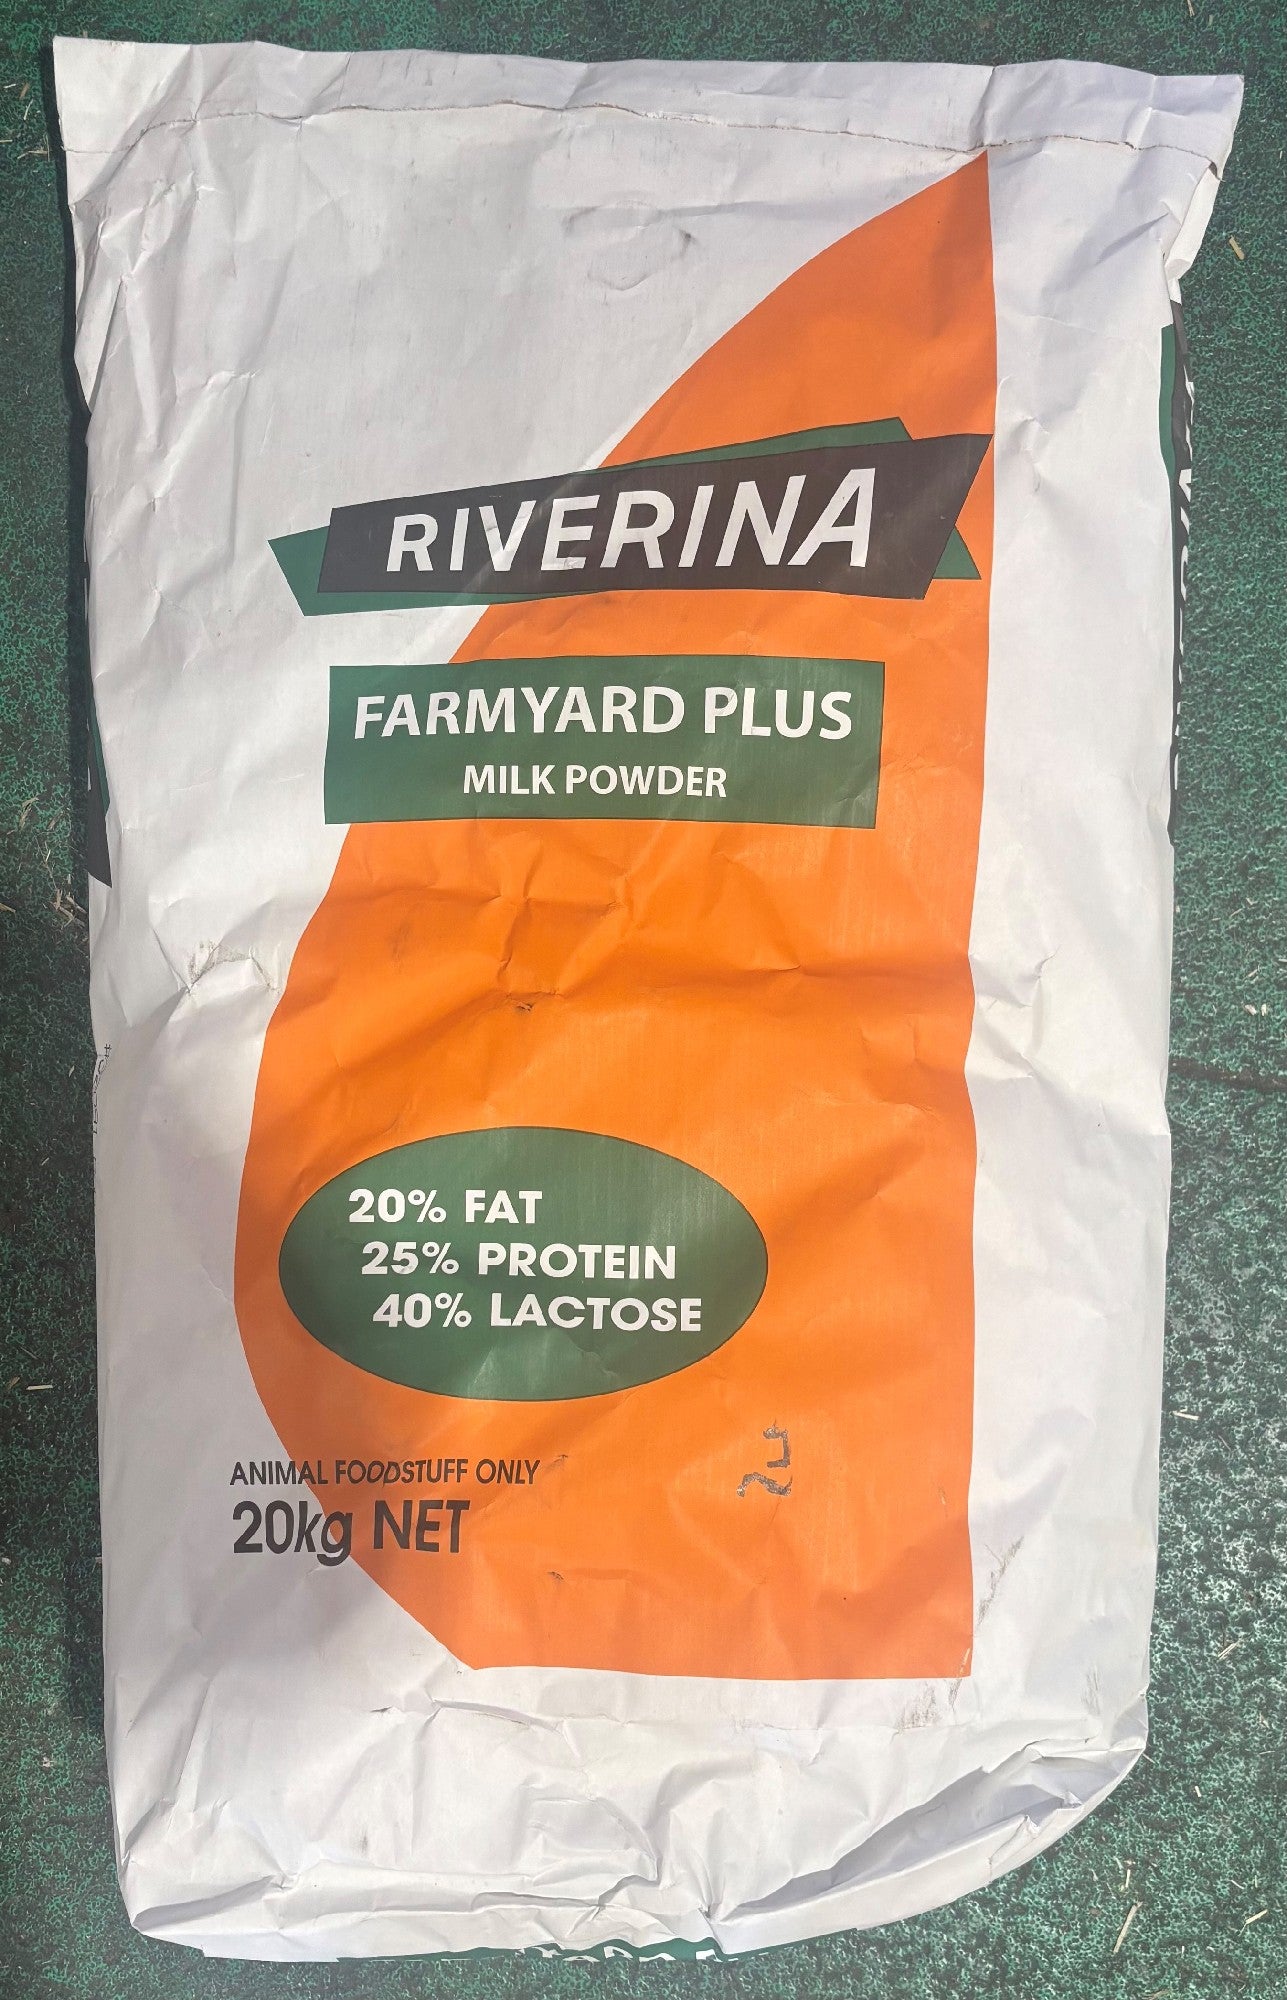 RIVERINA
FARMYARD PLUS
MILK POWDER
20% FAT
25% PROTEIN
40% LACTOSE
ANIMAL FOODSTUFF ONLY
20kg NET